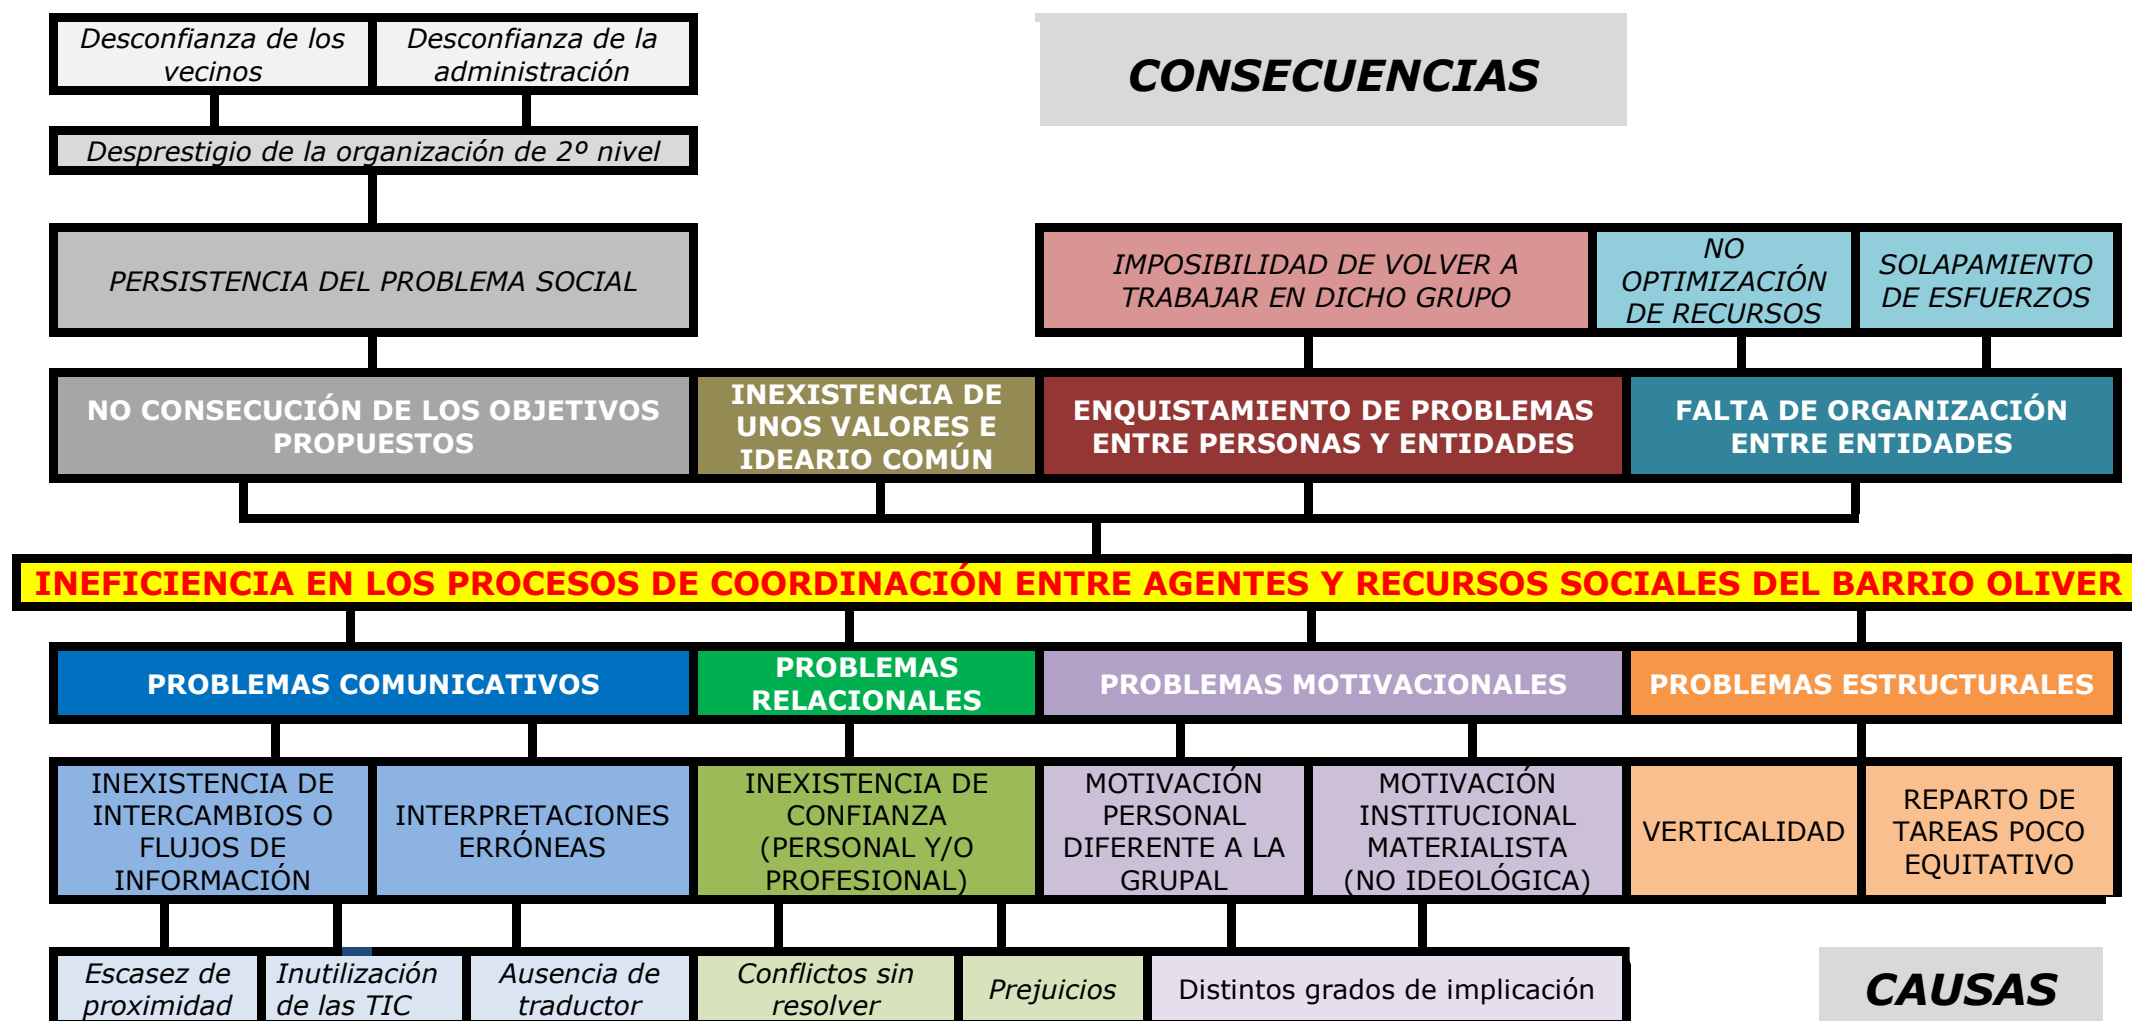 Desconfianza de los
vecinos
Desconfianza de la
administración
CONSECUENCIAS
Desprestigio de la organización de 2º nivel
PERSISTENCIA DEL PROBLEMA SOCIAL
IMPOSIBILIDAD DE VOLVER A
TRABAJAR EN DICHO GRUPO
NO
OPTIMIZACIÓN
DE RECURSOS
SOLAPAMIENTO
DE ESFUERZOS
NO CONSECUCIÓN DE LOS OBJETIVOS
PROPUESTOS
INEXISTENCIA DE
UNOS VALORES E
IDEARIO COMÚN
ENQUISTAMIENTO DE PROBLEMAS
ENTRE PERSONAS Y ENTIDADES
FALTA DE ORGANIZACIÓN
ENTRE ENTIDADES
INEFICIENCIA EN LOS PROCESOS DE COORDINACIÓN ENTRE AGENTES Y RECURSOS SOCIALES DEL BARRIO OLIVER
PROBLEMAS COMUNICATIVOS
PROBLEMAS
RELACIONALES
PROBLEMAS MOTIVACIONALES
PROBLEMAS ESTRUCTURALES
INEXISTENCIA DE
INTERCAMBIOS O
FLUJOS DE
INFORMACIÓN
INTERPRETACIONES
ERRÓNEAS
INEXISTENCIA DE
CONFIANZA
(PERSONAL Y/O
PROFESIONAL)
MOTIVACIÓN
PERSONAL
DIFERENTE A LA
GRUPAL
MOTIVACIÓN
INSTITUCIONAL
MATERIALISTA
(NO IDEOLÓGICA)
VERTICALIDAD
REPARTO DE
TAREAS POCO
EQUITATIVO
Escasez de
proximidad
Inutilización
de las TIC
Ausencia de
traductor
Conflictos sin
resolver
Prejuicios
Distintos grados de implicación
CAUSAS